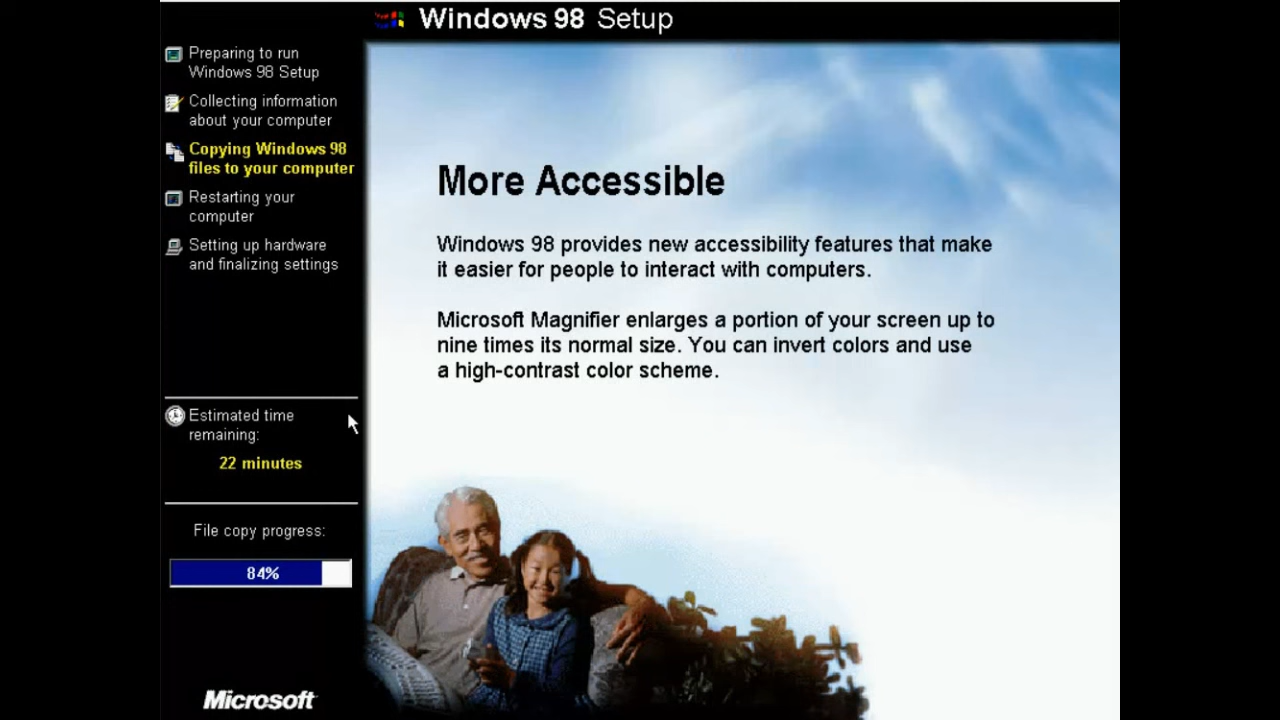 Windows 98 Setup
Preparing to run
Windows 98 Setup
Collecting information
about your computer
Copying Windows 98
files to your computer
Restarting your
computer
Setting up hardware
and finalizing settings
Estimated time
remaining:
22 minutes
File copy progress:
84%
Microsoft
More Accessible
Windows 98 provides new accessibility features that make
it easier for people to interact with computers.
Microsoft Magnifier enlarges a portion of your screen up to
nine times its normal size. You can invert colors and use
a high-contrast color scheme.